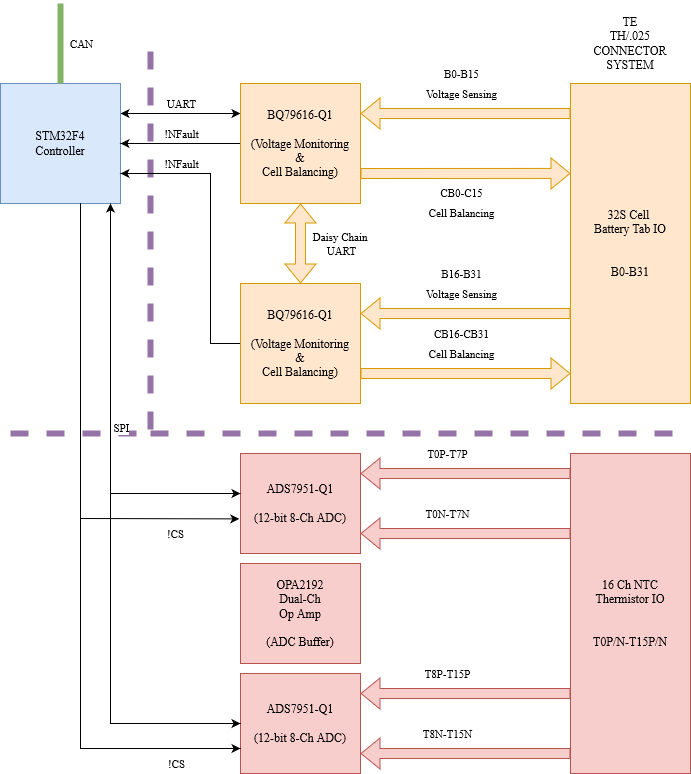 CAN
TE
TH/.025
CONNECTOR
SYSTEM
STM32F4
Controller
UART
!NFault
!NFault
BQ79616-Q1
(Voltage Monitoring
&
Cell Balancing)
B0-B15
Voltage Sensing
CB0-C15
Cell Balancing
Daisy Chain
UART
32S Cell
Battery Tab IO
B0-B31
BQ79616-Q1
(Voltage Monitoring
&
Cell Balancing)
B16-B31
Voltage Sensing
CB16-CB31
Cell Balancing
SPI
ADS7951-Q1
(12-bit 8-Ch ADC)
!CS
T0P-T7P
T0N-T7N
OPA2192
Dual-Ch
Op Amp
(ADC Buffer)
16 Ch NTC
Thermistor IO
T0P/N-T15P/N
ADS7951-Q1
(12-bit 8-Ch ADC)
!CS
T8P-T15P
T8N-T15N